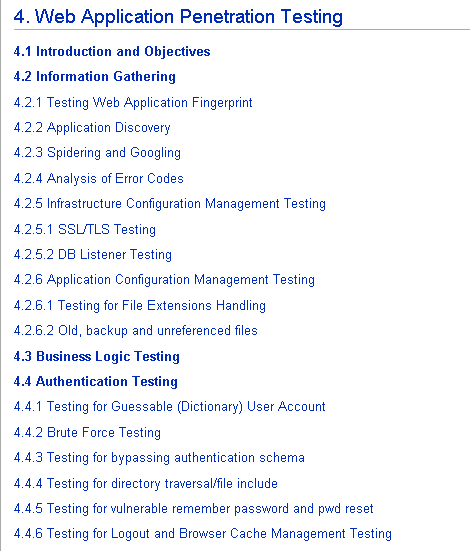 4. Web Application Penetration Testing
4.1 Introduction and Objectives
4.2 Information Gathering
4.2.1 Testing Web Application Fingerprint
4.2.2 Application Discovery
4.2.3 Spidering and Googling
4.2.4 Analysis of Error Codes
4.2.5 Infrastructure Configuration Management Testing
4.2.5.1 SSL/TLS Testing
4.2.5.2 DB Listener Testing
4.2.6 Application Configuration Management Testing
4.2.6.1 Testing for File Extensions Handling
4.2.6.2 Old, backup and unreferenced files
4.3 Business Logic Testing
4.4 Authentication Testing
4.4.1 Testing for Guessable (Dictionary) User Account
4.4.2 Brute Force Testing
4.4.3 Testing for bypassing authentication schema
4.4.4 Testing for directory traversal/file include
4.4.5 Testing for vulnerable remember password and pwd reset
4.4.6 Testing for Logout and Browser Cache Management Testing